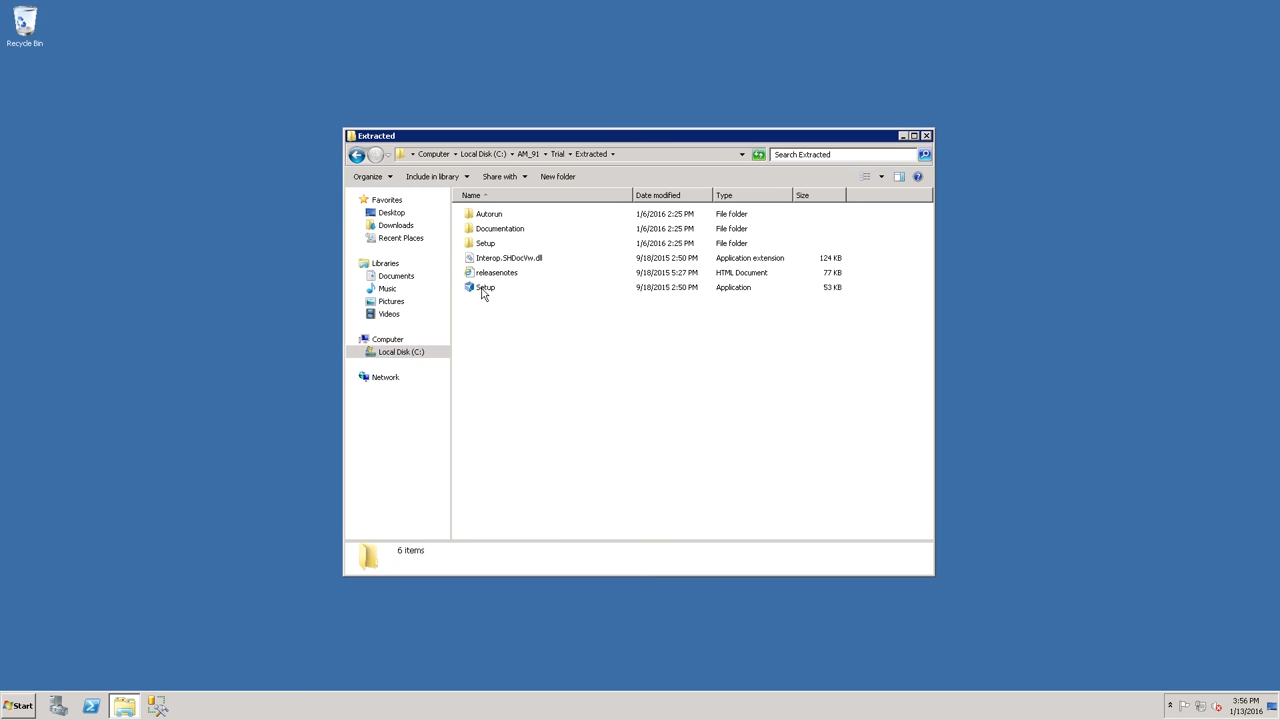 Recycle Bin
Extracted
Computer Local Disk (C:) AM_91 Trial Extracted
Search Extracted
Organize Include in library Share with New folder
Name Date modified Type Size
Favorites
Desktop
Downloads
Recent Places
Libraries
Documents
Music
Pictures
Videos
Computer
Local Disk (C:)
Network
Autorun 1/6/2016 2:25 PM File folder
Documentation 1/6/2016 2:25 PM File folder
Setup 1/6/2016 2:25 PM File folder
Interop.SHDocVw.dll 9/18/2015 2:50 PM Application extension 124 KB
releasenotes 9/18/2015 5:27 PM HTML Document 77 KB
Setup 9/18/2015 2:50 PM Application 53 KB
6 items
Start
3:56 PM
1/13/2016